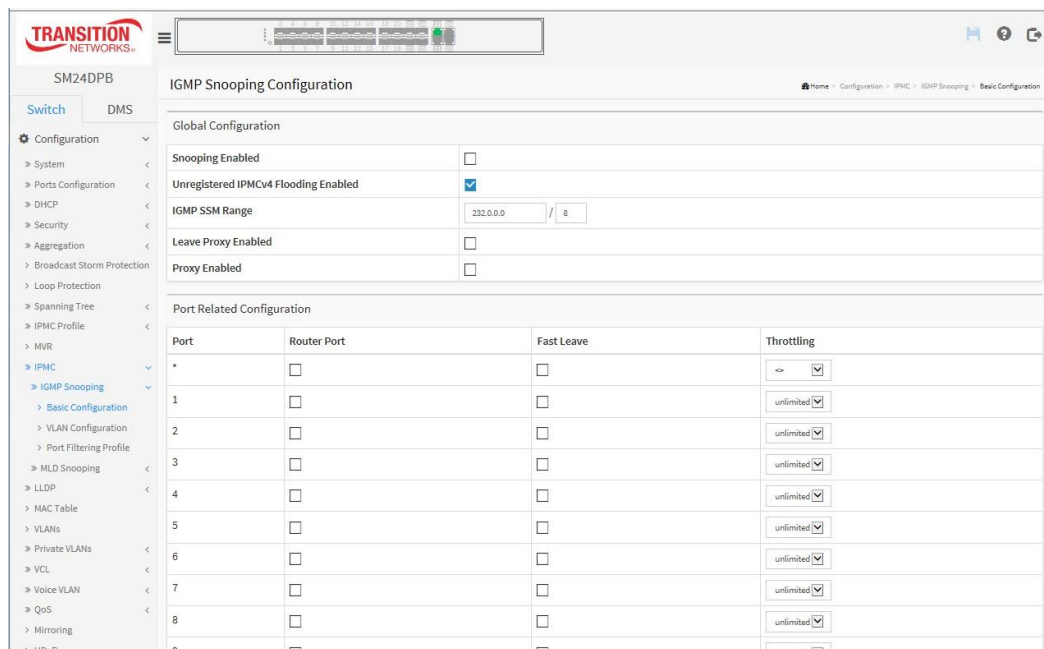 TRANSITION
NETWORKS
SM24DPB
Switch DMS
Configuration
System
Ports Configuration
DHCP
Security
Aggregation
Broadcast Storm Protection
Loop Protection
Spanning Tree
IPMC Profile
MVR
IPMC
IGMP Snooping
Basic Configuration
VLAN Configuration
Port Filtering Profile
MLD Snooping
LLDP
MAC Table
VLANs
Private VLANs
VCL
Voice VLAN
QoS
Mirroring
IGMP Snooping Configuration
Home > Configuration > IPMC > IGMP Snooping > Basic Configuration
Global Configuration
Snooping Enabled
Unregistered IPMCv4 Flooding Enabled
IGMP SSM Range 232.0.0.0 / 8
Leave Proxy Enabled
Proxy Enabled
Port Related Configuration
Port Router Port Fast Leave Throttling
* <>
1 unlimited
2 unlimited
3 unlimited
4 unlimited
5 unlimited
6 unlimited
7 unlimited
8 unlimited